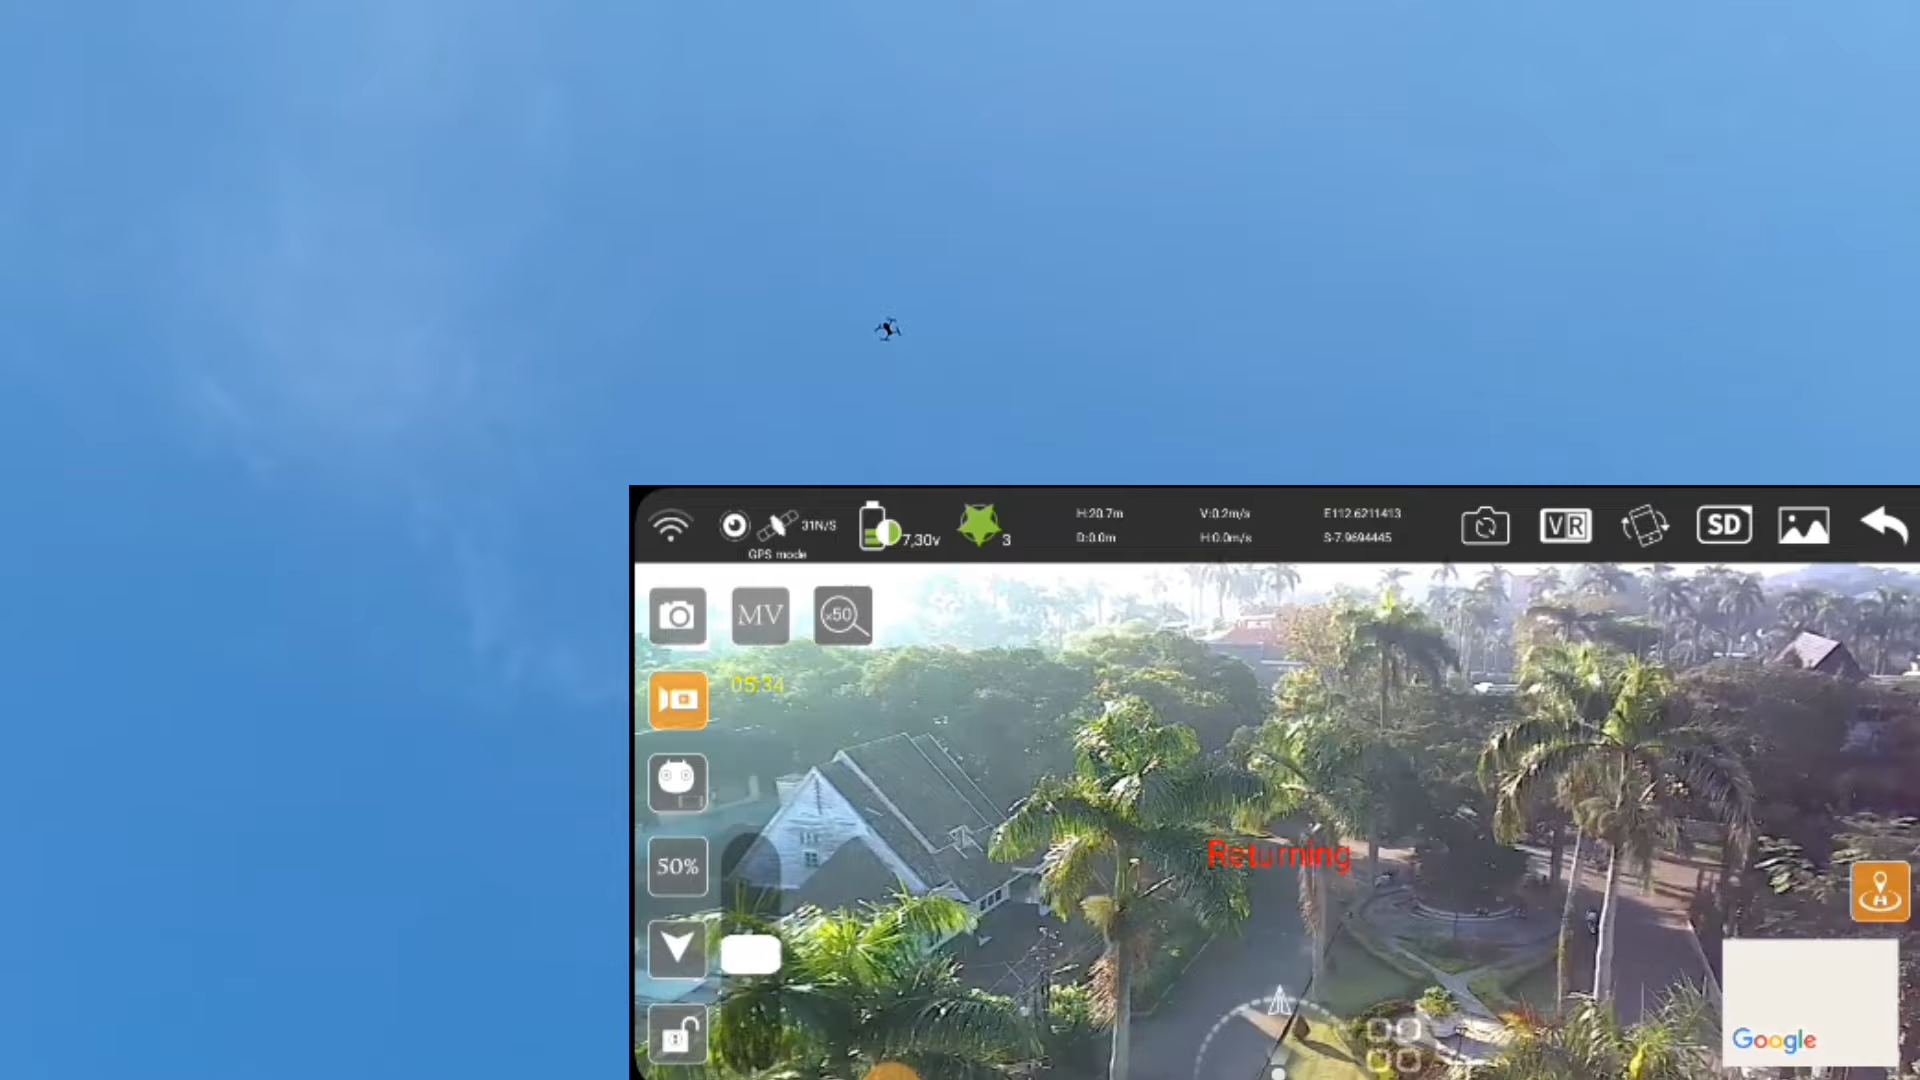 31N/S
GPS mode
7,30v
3
H:20.7m
D:0.0m
V:0.2m/s
H:0.0m/s
E112.6211413
S-7.9694445
VR
SD
MV
x50
05:34
50%
Returning
H
Google